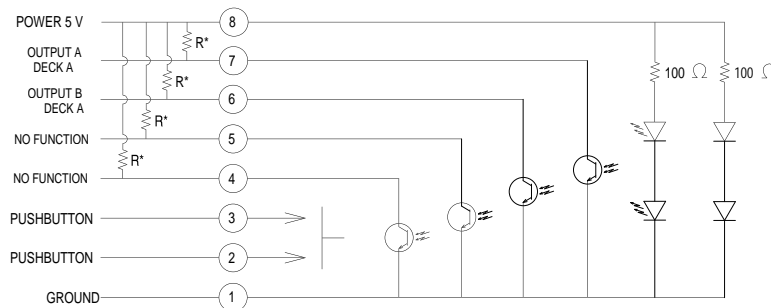 POWER 5 V
8
R*
OUTPUT A
DECK A
7
R*
100 Ω
100 Ω
OUTPUT B
DECK A
6
R*
NO FUNCTION
5
R*
NO FUNCTION
4
PUSHBUTTON
3
PUSHBUTTON
2
GROUND
1